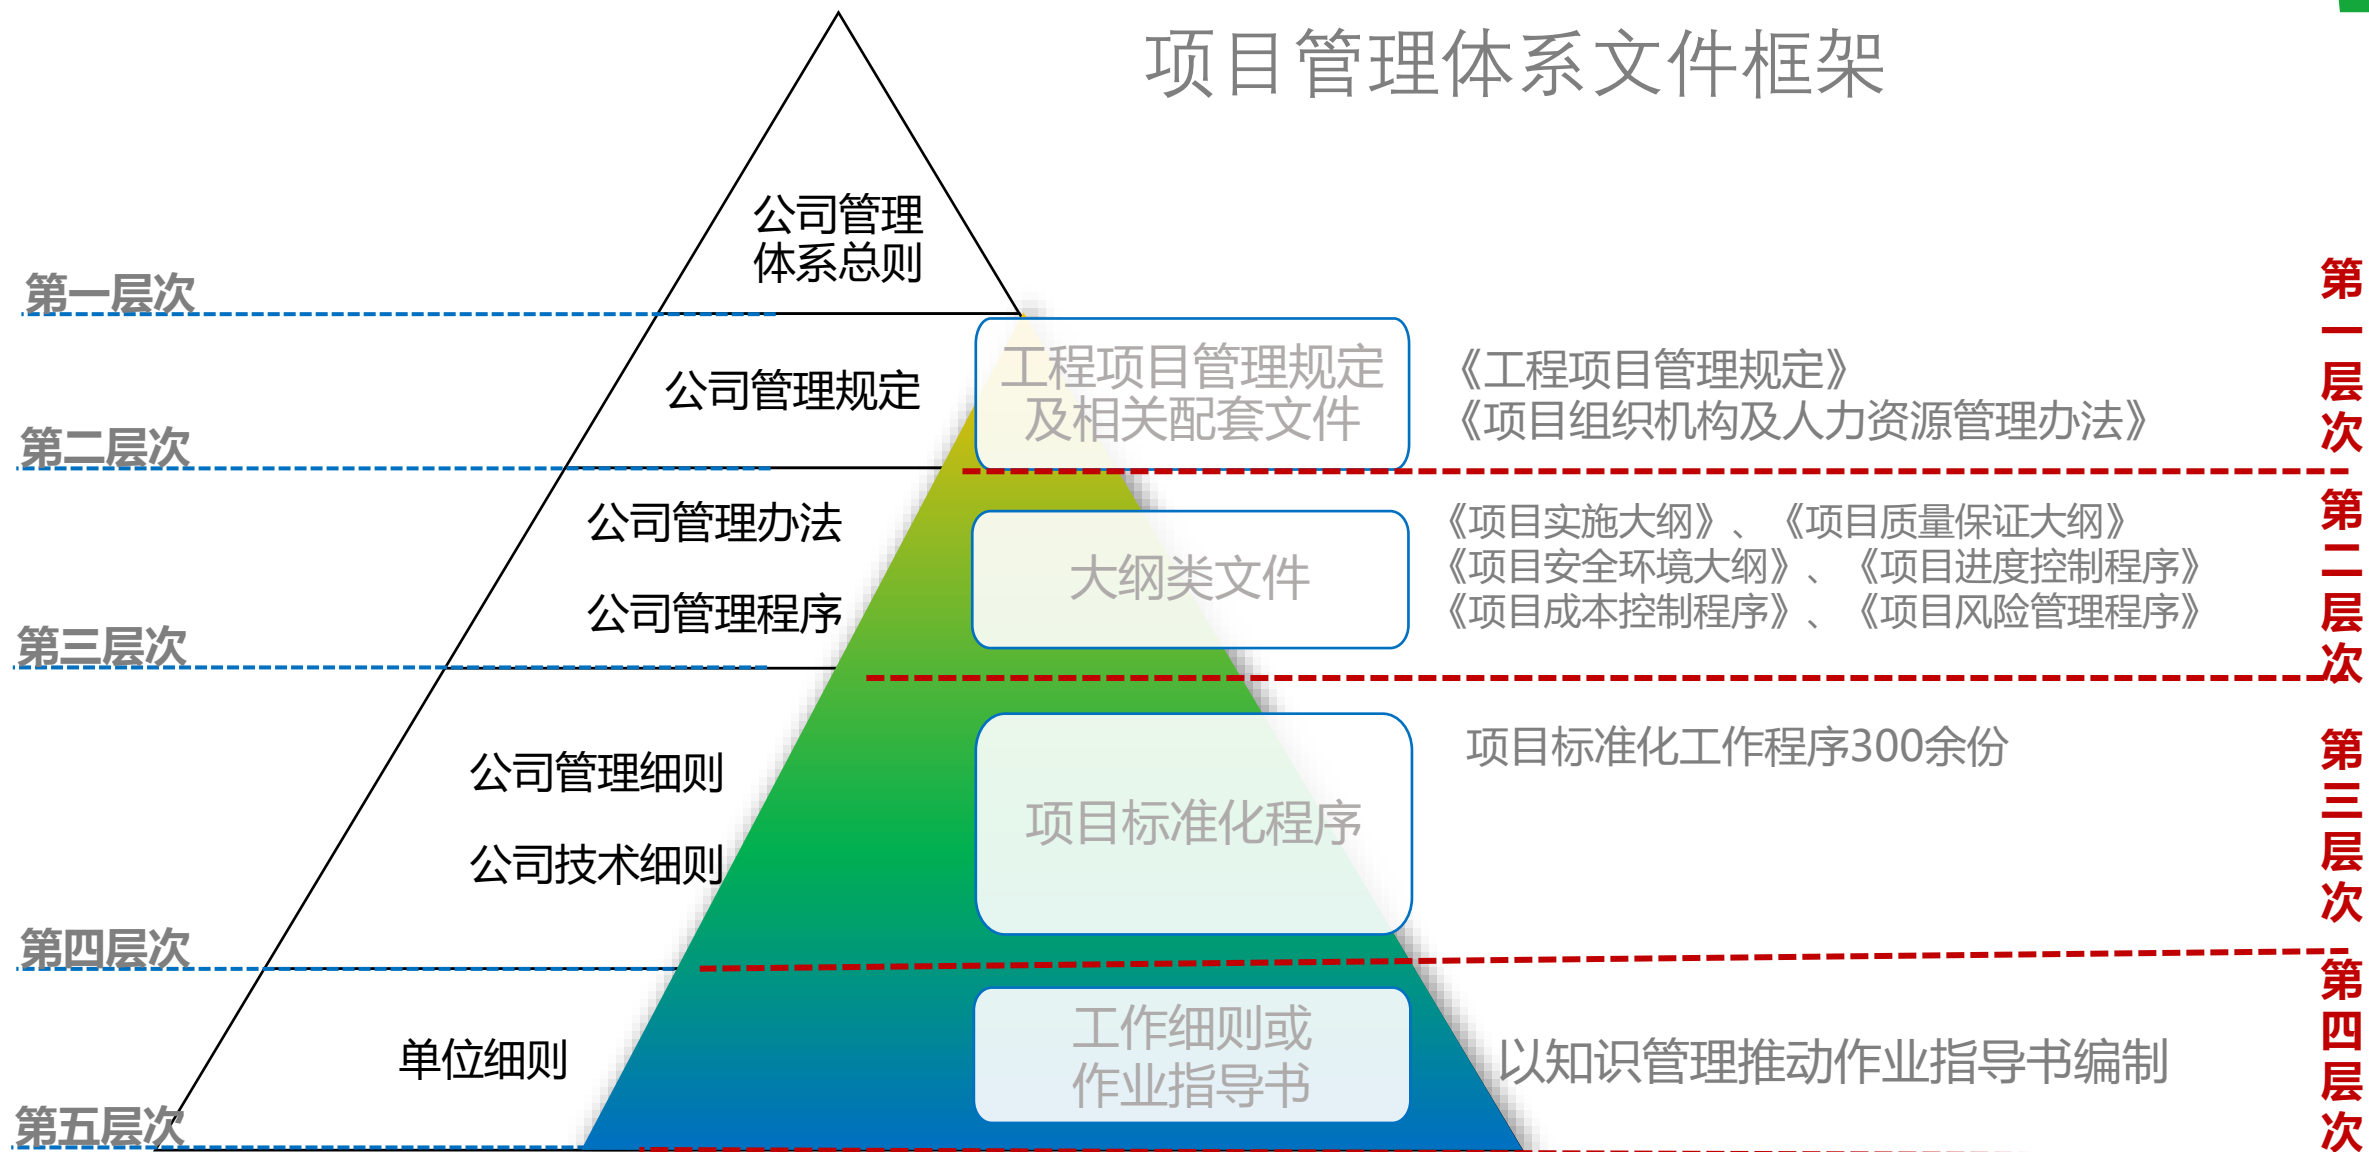 项目管理体系文件框架
公司管理
体系总则
第一层次
公司管理规定
第二层次
公司管理办法
公司管理程序
第三层次
公司管理细则
公司技术细则
第四层次
单位细则
第五层次
工程项目管理规定
及相关配套文件
《工程项目管理规定》
《项目组织机构及人力资源管理办法》
第一层次
大纲类文件
《项目实施大纲》、《项目质量保证大纲》
《项目安全环境大纲》、《项目进度控制程序》
《项目成本控制程序》、《项目风险管理程序》
第二层次
项目标准化程序
项目标准化工作程序300余份
第三层次
工作细则或
作业指导书
以知识管理推动作业指导书编制
第四层次